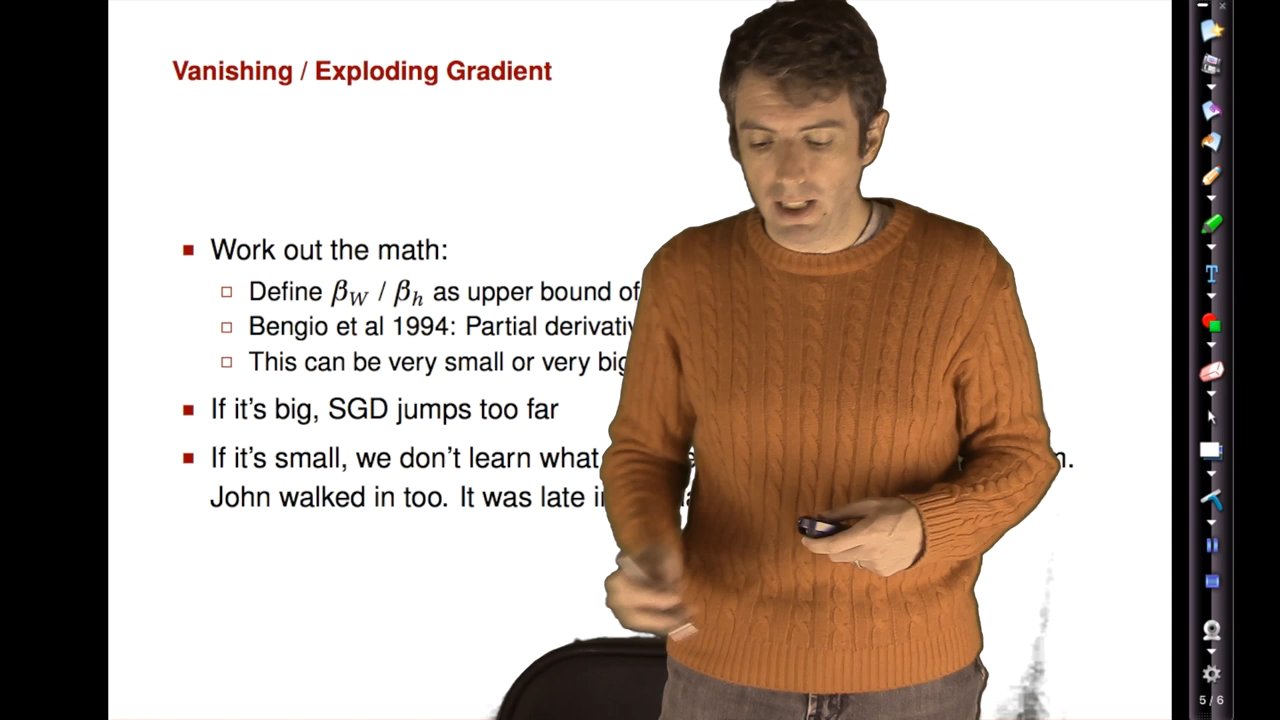 Vanishing / Exploding Gradient
Work out the math:
Define β_W / β_h as upper bound of
Bengio et al 1994: Partial
This can be very small or very big
If it's big, SGD jumps too far
If it's small, we don't learn what
John walked in too. It was late
T
5 / 6